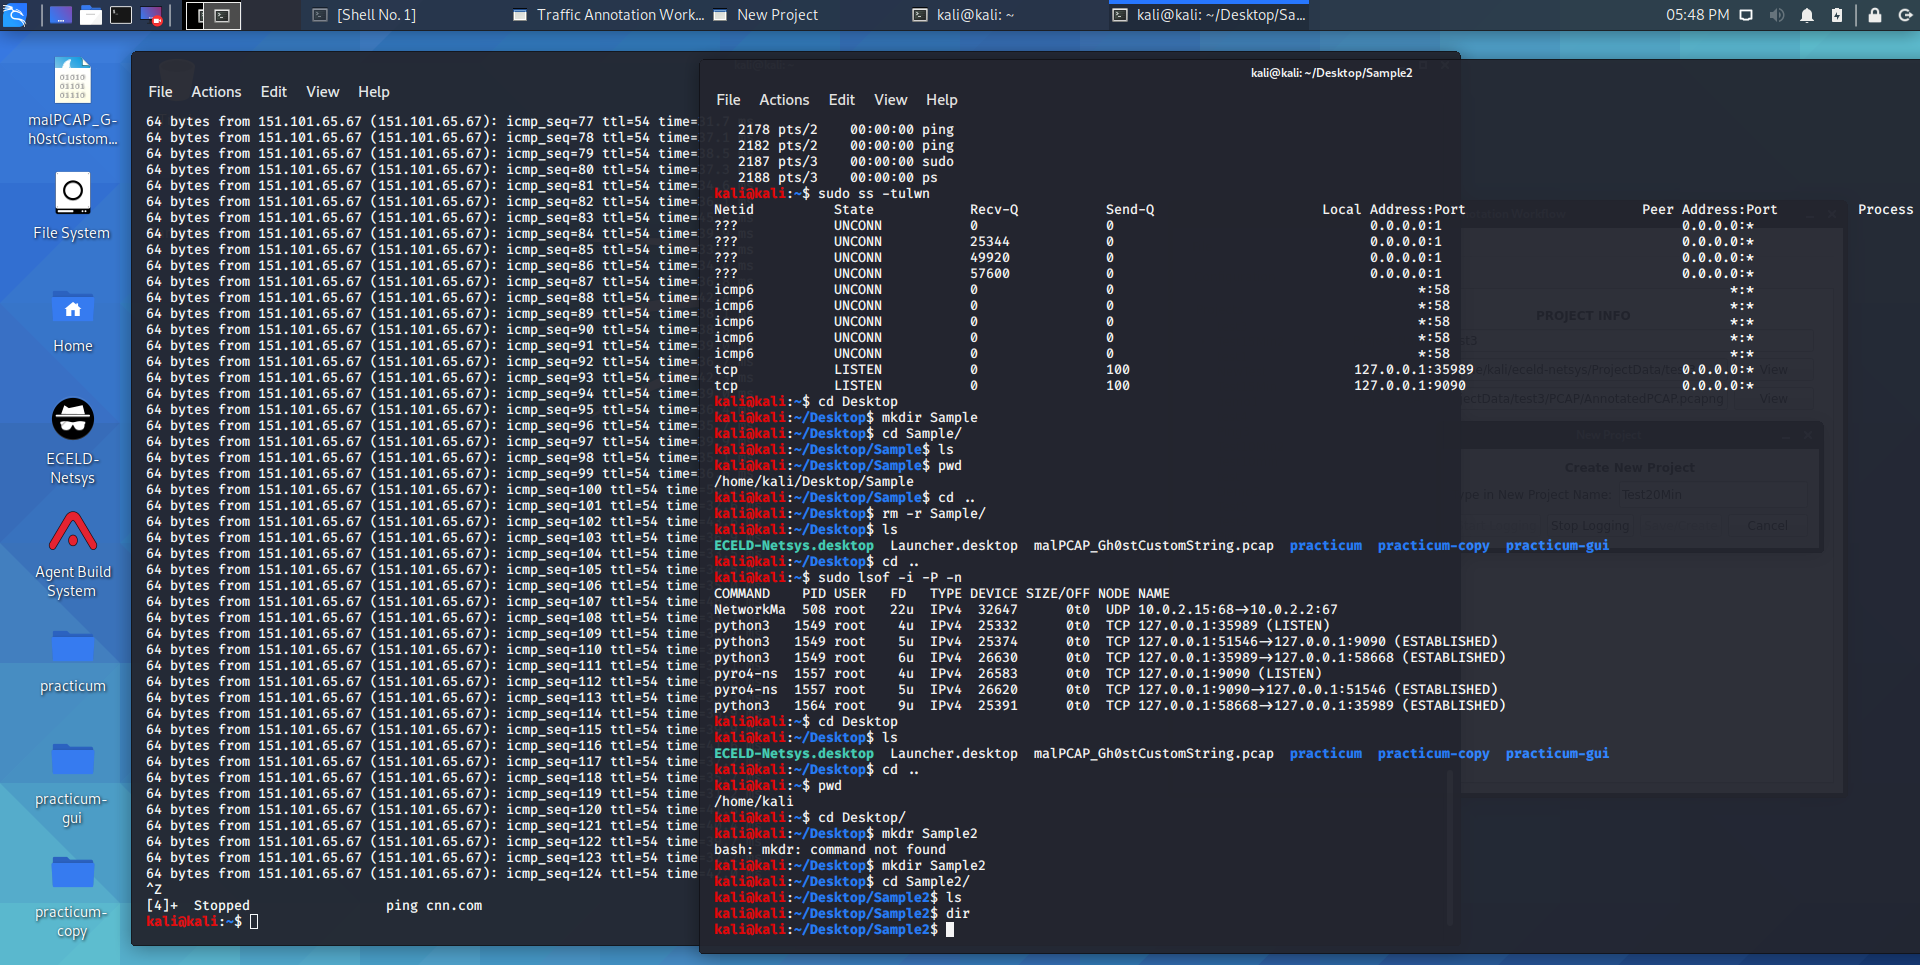 [Shell No. 1]
Traffic Annotation Work...
New Project
kali@kali: ~
kali@kali: ~/Desktop/Sa...
05:48 PM
malPCAP_G-
h0stCustom...
File System
Home
ECELD-
Netsys
Agent Build
System
practicum
practicum-
gui
practicum-
copy
File Actions Edit View Help
64 bytes from 151.101.65.67 (151.101.65.67): icmp_seq=77 ttl=54 time=
64 bytes from 151.101.65.67 (151.101.65.67): icmp_seq=78 ttl=54 time=
64 bytes from 151.101.65.67 (151.101.65.67): icmp_seq=79 ttl=54 time=
64 bytes from 151.101.65.67 (151.101.65.67): icmp_seq=80 ttl=54 time=
64 bytes from 151.101.65.67 (151.101.65.67): icmp_seq=81 ttl=54 time=
64 bytes from 151.101.65.67 (151.101.65.67): icmp_seq=82 ttl=54 time=
64 bytes from 151.101.65.67 (151.101.65.67): icmp_seq=83 ttl=54 time=
64 bytes from 151.101.65.67 (151.101.65.67): icmp_seq=84 ttl=54 time=
64 bytes from 151.101.65.67 (151.101.65.67): icmp_seq=85 ttl=54 time=
64 bytes from 151.101.65.67 (151.101.65.67): icmp_seq=86 ttl=54 time=
64 bytes from 151.101.65.67 (151.101.65.67): icmp_seq=87 ttl=54 time=
64 bytes from 151.101.65.67 (151.101.65.67): icmp_seq=88 ttl=54 time=
64 bytes from 151.101.65.67 (151.101.65.67): icmp_seq=89 ttl=54 time=
64 bytes from 151.101.65.67 (151.101.65.67): icmp_seq=90 ttl=54 time=
64 bytes from 151.101.65.67 (151.101.65.67): icmp_seq=91 ttl=54 time=
64 bytes from 151.101.65.67 (151.101.65.67): icmp_seq=92 ttl=54 time=
64 bytes from 151.101.65.67 (151.101.65.67): icmp_seq=93 ttl=54 time=
64 bytes from 151.101.65.67 (151.101.65.67): icmp_seq=94 ttl=54 time=
64 bytes from 151.101.65.67 (151.101.65.67): icmp_seq=95 ttl=54 time=
64 bytes from 151.101.65.67 (151.101.65.67): icmp_seq=96 ttl=54 time=
64 bytes from 151.101.65.67 (151.101.65.67): icmp_seq=97 ttl=54 time=
64 bytes from 151.101.65.67 (151.101.65.67): icmp_seq=98 ttl=54 time=
64 bytes from 151.101.65.67 (151.101.65.67): icmp_seq=99 ttl=54 time=
64 bytes from 151.101.65.67 (151.101.65.67): icmp_seq=100 ttl=54 time
64 bytes from 151.101.65.67 (151.101.65.67): icmp_seq=101 ttl=54 time
64 bytes from 151.101.65.67 (151.101.65.67): icmp_seq=102 ttl=54 time
64 bytes from 151.101.65.67 (151.101.65.67): icmp_seq=103 ttl=54 time
64 bytes from 151.101.65.67 (151.101.65.67): icmp_seq=104 ttl=54 time
64 bytes from 151.101.65.67 (151.101.65.67): icmp_seq=105 ttl=54 time
64 bytes from 151.101.65.67 (151.101.65.67): icmp_seq=106 ttl=54 time
64 bytes from 151.101.65.67 (151.101.65.67): icmp_seq=107 ttl=54 time
64 bytes from 151.101.65.67 (151.101.65.67): icmp_seq=108 ttl=54 time
64 bytes from 151.101.65.67 (151.101.65.67): icmp_seq=109 ttl=54 time
64 bytes from 151.101.65.67 (151.101.65.67): icmp_seq=110 ttl=54 time
64 bytes from 151.101.65.67 (151.101.65.67): icmp_seq=111 ttl=54 time
64 bytes from 151.101.65.67 (151.101.65.67): icmp_seq=112 ttl=54 time
64 bytes from 151.101.65.67 (151.101.65.67): icmp_seq=113 ttl=54 time
64 bytes from 151.101.65.67 (151.101.65.67): icmp_seq=114 ttl=54 time
64 bytes from 151.101.65.67 (151.101.65.67): icmp_seq=115 ttl=54 time
64 bytes from 151.101.65.67 (151.101.65.67): icmp_seq=116 ttl=54 time
64 bytes from 151.101.65.67 (151.101.65.67): icmp_seq=117 ttl=54 time
64 bytes from 151.101.65.67 (151.101.65.67): icmp_seq=118 ttl=54 time
64 bytes from 151.101.65.67 (151.101.65.67): icmp_seq=119 ttl=54 time
64 bytes from 151.101.65.67 (151.101.65.67): icmp_seq=120 ttl=54 time
64 bytes from 151.101.65.67 (151.101.65.67): icmp_seq=121 ttl=54 time
64 bytes from 151.101.65.67 (151.101.65.67): icmp_seq=122 ttl=54 time
64 bytes from 151.101.65.67 (151.101.65.67): icmp_seq=123 ttl=54 time
64 bytes from 151.101.65.67 (151.101.65.67): icmp_seq=124 ttl=54 time
^Z
[4]+ Stopped ping cnn.com
kali@kali:~$
kali@kali: ~/Desktop/Sample2
File Actions Edit View Help
2178 pts/2 00:00:00 ping
2182 pts/2 00:00:00 ping
2187 pts/3 00:00:00 sudo
2188 pts/3 00:00:00 ps
kali@kali:~$ sudo ss -tulwn
Netid State Recv-Q Send-Q Local Address:Port Peer Address:Port Process
??? UNCONN 0 0 0.0.0.0:1 0.0.0.0:*
??? UNCONN 25344 0 0.0.0.0:1 0.0.0.0:*
??? UNCONN 49920 0 0.0.0.0:1 0.0.0.0:*
??? UNCONN 57600 0 0.0.0.0:1 0.0.0.0:*
icmp6 UNCONN 0 0 *:58 *:*
icmp6 UNCONN 0 0 *:58 *:*
icmp6 UNCONN 0 0 *:58 *:*
icmp6 UNCONN 0 0 *:58 *:*
icmp6 UNCONN 0 0 *:58 *:*
tcp LISTEN 0 100 127.0.0.1:35989 0.0.0.0:*
tcp LISTEN 0 100 127.0.0.1:9090 0.0.0.0:*
kali@kali:~$ cd Desktop
kali@kali:~/Desktop$ mkdir Sample
kali@kali:~/Desktop$ cd Sample/
kali@kali:~/Desktop/Sample$ ls
kali@kali:~/Desktop/Sample$ pwd
/home/kali/Desktop/Sample
kali@kali:~/Desktop/Sample$ cd ..
kali@kali:~/Desktop$ rm -r Sample/
kali@kali:~/Desktop$ ls
ECELD-Netsys.desktop Launcher.desktop malPCAP_Gh0stCustomString.pcap practicum practicum-copy practicum-gui
kali@kali:~/Desktop$ cd ..
kali@kali:~$ sudo lsof -i -P -n
COMMAND PID USER FD TYPE DEVICE SIZE/OFF NODE NAME
NetworkMa 508 root 22u IPv4 32647 0t0 UDP 10.0.2.15:68->10.0.2.2:67
python3 1549 root 4u IPv4 25332 0t0 TCP 127.0.0.1:35989 (LISTEN)
python3 1549 root 5u IPv4 25374 0t0 TCP 127.0.0.1:51546->127.0.0.1:9090 (ESTABLISHED)
python3 1549 root 6u IPv4 26630 0t0 TCP 127.0.0.1:35989->127.0.0.1:58668 (ESTABLISHED)
pyro4-ns 1557 root 4u IPv4 26583 0t0 TCP 127.0.0.1:9090 (LISTEN)
pyro4-ns 1557 root 5u IPv4 26620 0t0 TCP 127.0.0.1:9090->127.0.0.1:51546 (ESTABLISHED)
python3 1564 root 9u IPv4 25391 0t0 TCP 127.0.0.1:58668->127.0.0.1:35989 (ESTABLISHED)
kali@kali:~$ cd Desktop
kali@kali:~/Desktop$ ls
ECELD-Netsys.desktop Launcher.desktop malPCAP_Gh0stCustomString.pcap practicum practicum-copy practicum-gui
kali@kali:~/Desktop$ cd ..
kali@kali:~$ pwd
/home/kali
kali@kali:~$ cd Desktop/
kali@kali:~/Desktop$ mkdr Sample2
bash: mkdr: command not found
kali@kali:~/Desktop$ mkdir Sample2
kali@kali:~/Desktop$ cd Sample2/
kali@kali:~/Desktop/Sample2$ ls
kali@kali:~/Desktop/Sample2$ dir
kali@kali:~/Desktop/Sample2$
PROJECT INFO
/kali/eceld-netsys/ProjectData/
View
Data/test3/PCAP/AnnotatedPCAP.pcapng
View
Create New Project
in New Project Name
Test20Min
Stop Logging
Cancel